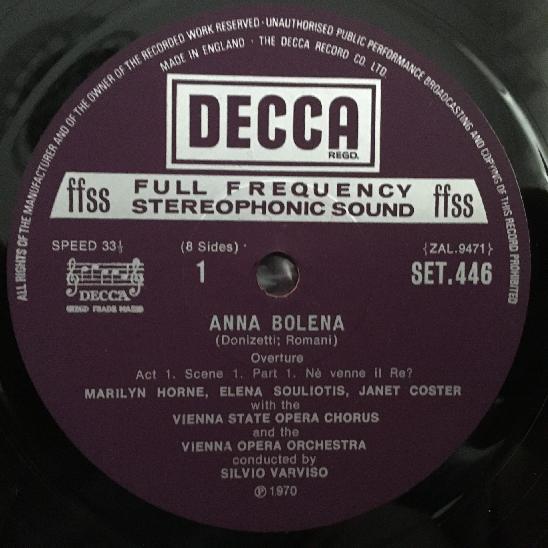 ALL RIGHTS OF THE MANUFACTURER AND OF THE OWNER OF THE RECORDED WORK RESERVED · UNAUTHORISED PUBLIC PERFORMANCE BROADCASTING AND COPYING OF THIS RECORD PROHIBITED
MADE IN ENGLAND · THE DECCA RECORD CO. LTD.
DECCA
REGD.
ffss FULL FREQUENCY STEREOPHONIC SOUND ffss
SPEED 33⅓
(8 Sides)
(ZAL.9471)
DECCA
TRADE MARK
1
SET.446
ANNA BOLENA
(Donizetti; Romani)
Overture
Act 1. Scene 1. Part 1. Nè venne il Re?
MARILYN HORNE, ELENA SOULIOTIS, JANET COSTER
with the
VIENNA STATE OPERA CHORUS
and the
VIENNA OPERA ORCHESTRA
conducted by
SILVIO VARVISO
℗ 1970